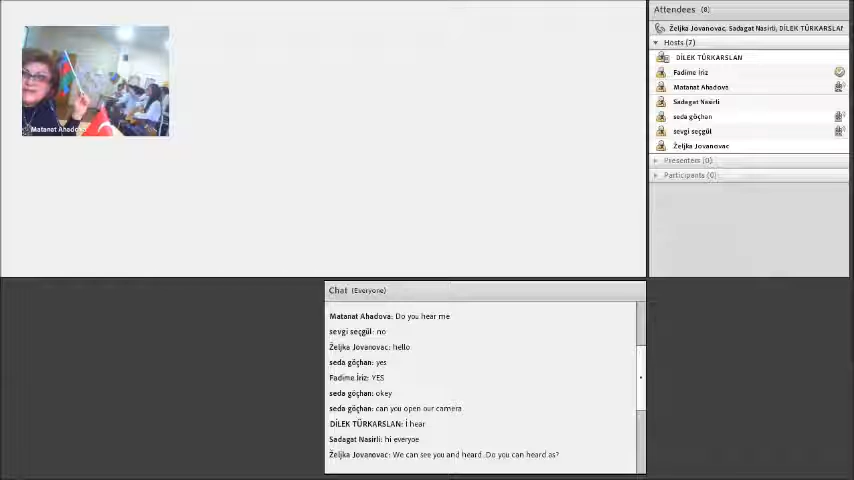 Attendees (8)
Željka Jovanovac, Sadagat Nasirli, DİLEK TÜRKARSLAN
Hosts (7)
DİLEK TÜRKARSLAN
Fadime İriz
Matanat Ahadova
Sadagat Nasirli
seda göçhan
sevgi seçgül
Željka Jovanovac
Presenters (0)
Participants (0)
Matanat Ahadova
Chat (Everyone)
Matanat Ahadova: Do you hear me
sevgi seçgül: no
Željka Jovanovac: hello
seda göçhan: yes
Fadime İriz: YES
seda göçhan: okey
seda göçhan: can you open our camera
DİLEK TÜRKARSLAN: İ hear
Sadagat Nasirli: hi everyoe
Željka Jovanovac: We can see you and heard. Do you can heard as?